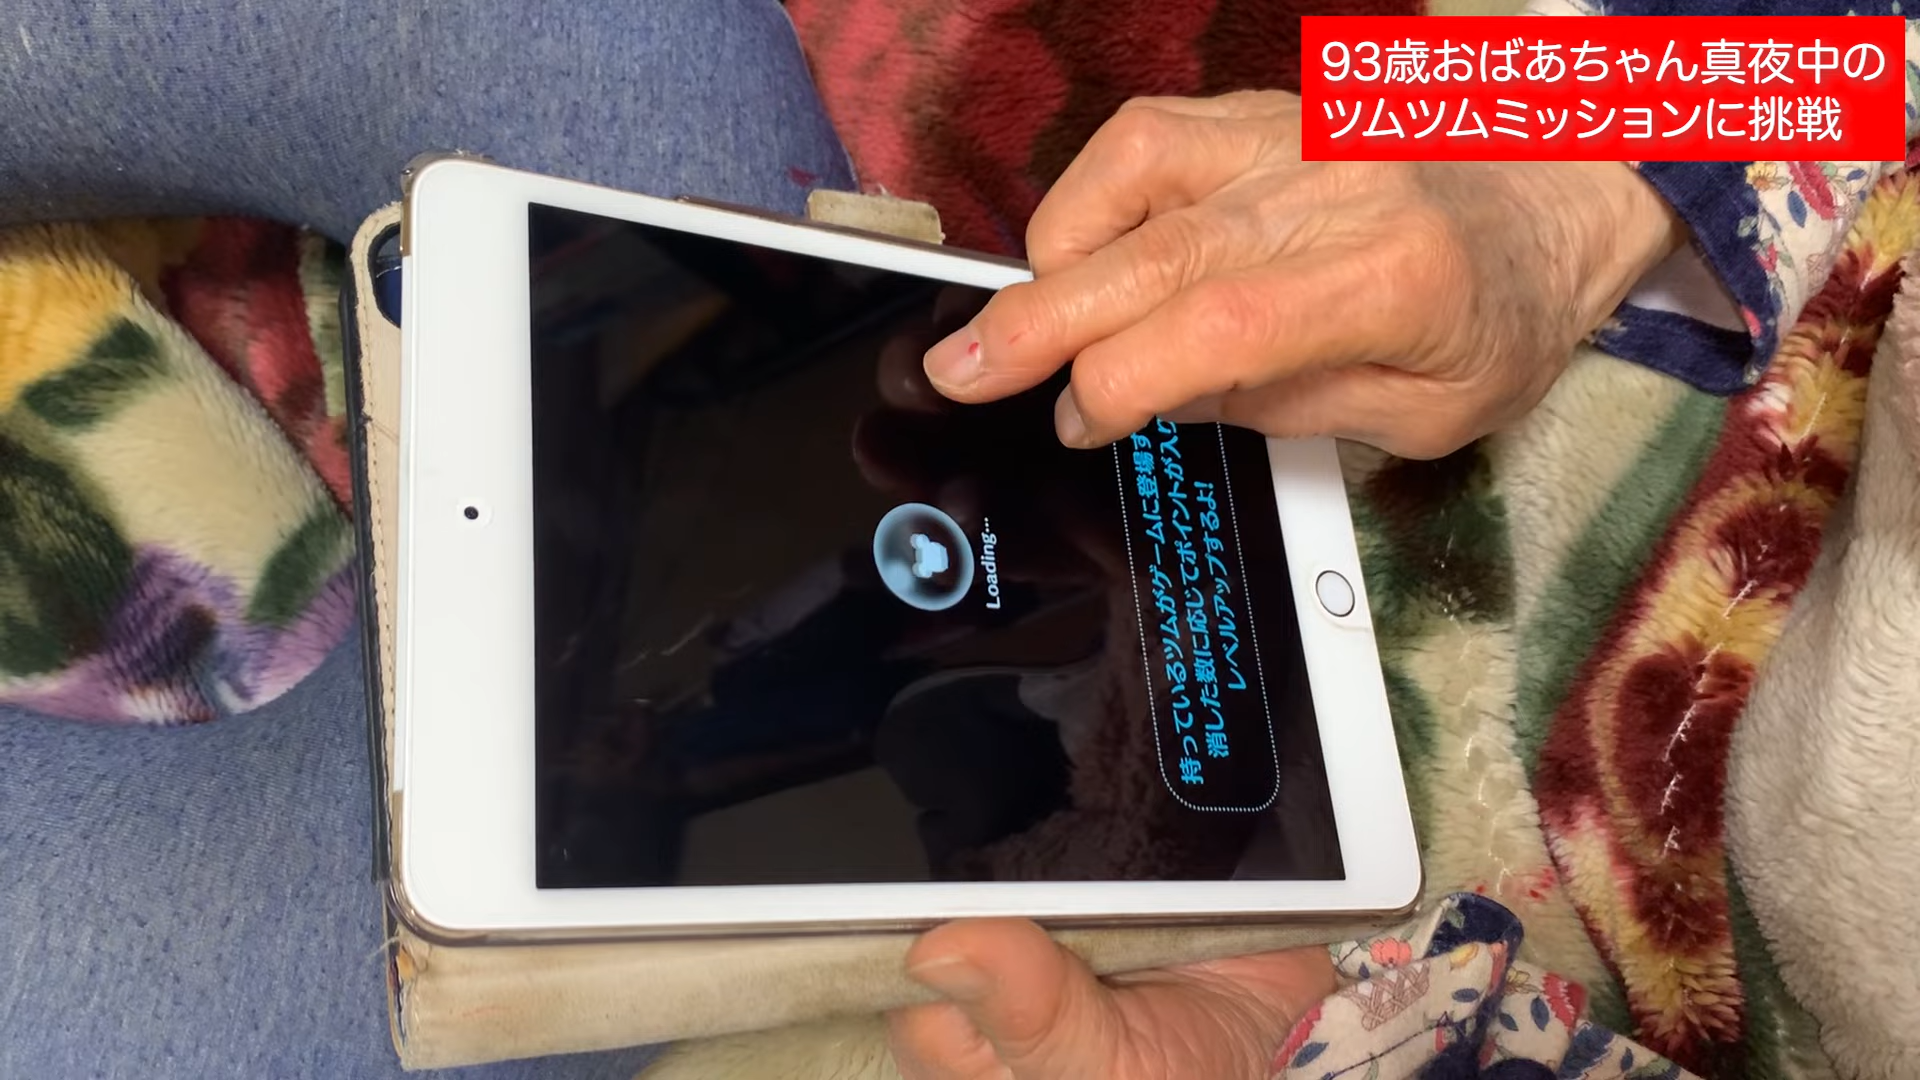 93歳おばあちゃん真夜中の
ツムツムミッションに挑戦
Loading...
持っているツムがゲームに登場す
消した数に応じてポイントが入り
レベルアップするよ!